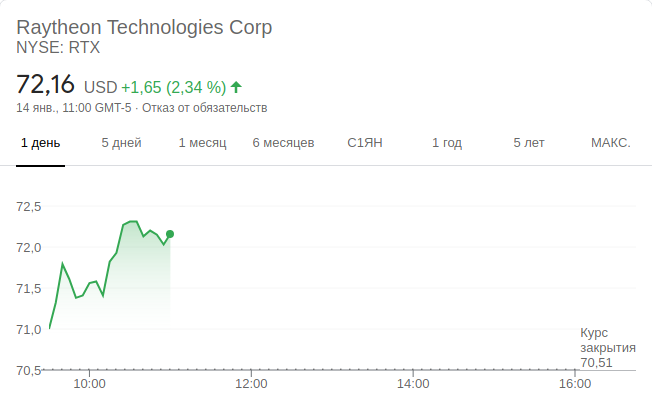 Raytheon Technologies Corp
NYSE: RTX
72,16 USD +1,65 (2,34 %)
14 янв., 11:00 GMT-5 · Отказ от обязательств
1 день 5 дней 1 месяц 6 месяцев С1ЯН 1 год 5 лет МАКС.
72,5
72,0
71,5
71,0
Курс
закрытия
70,51
70,5
10:00 12:00 14:00 16:00